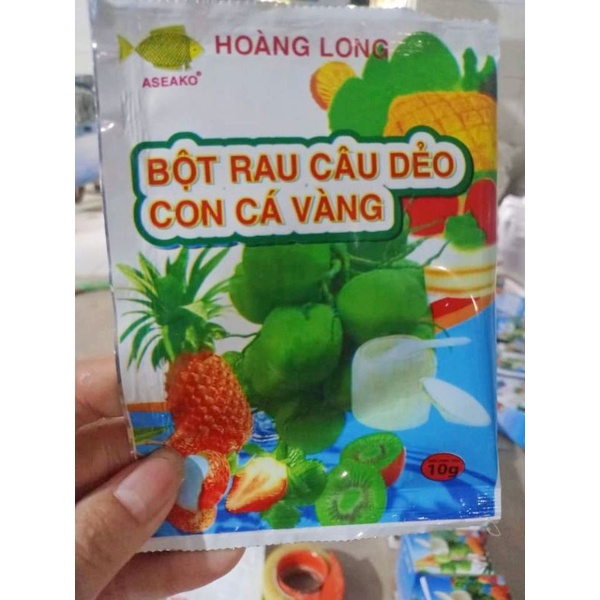 HOÀNG LONG
ASEAKO®
BỘT RAU CÂU DẺO
CON CÁ VÀNG
10g